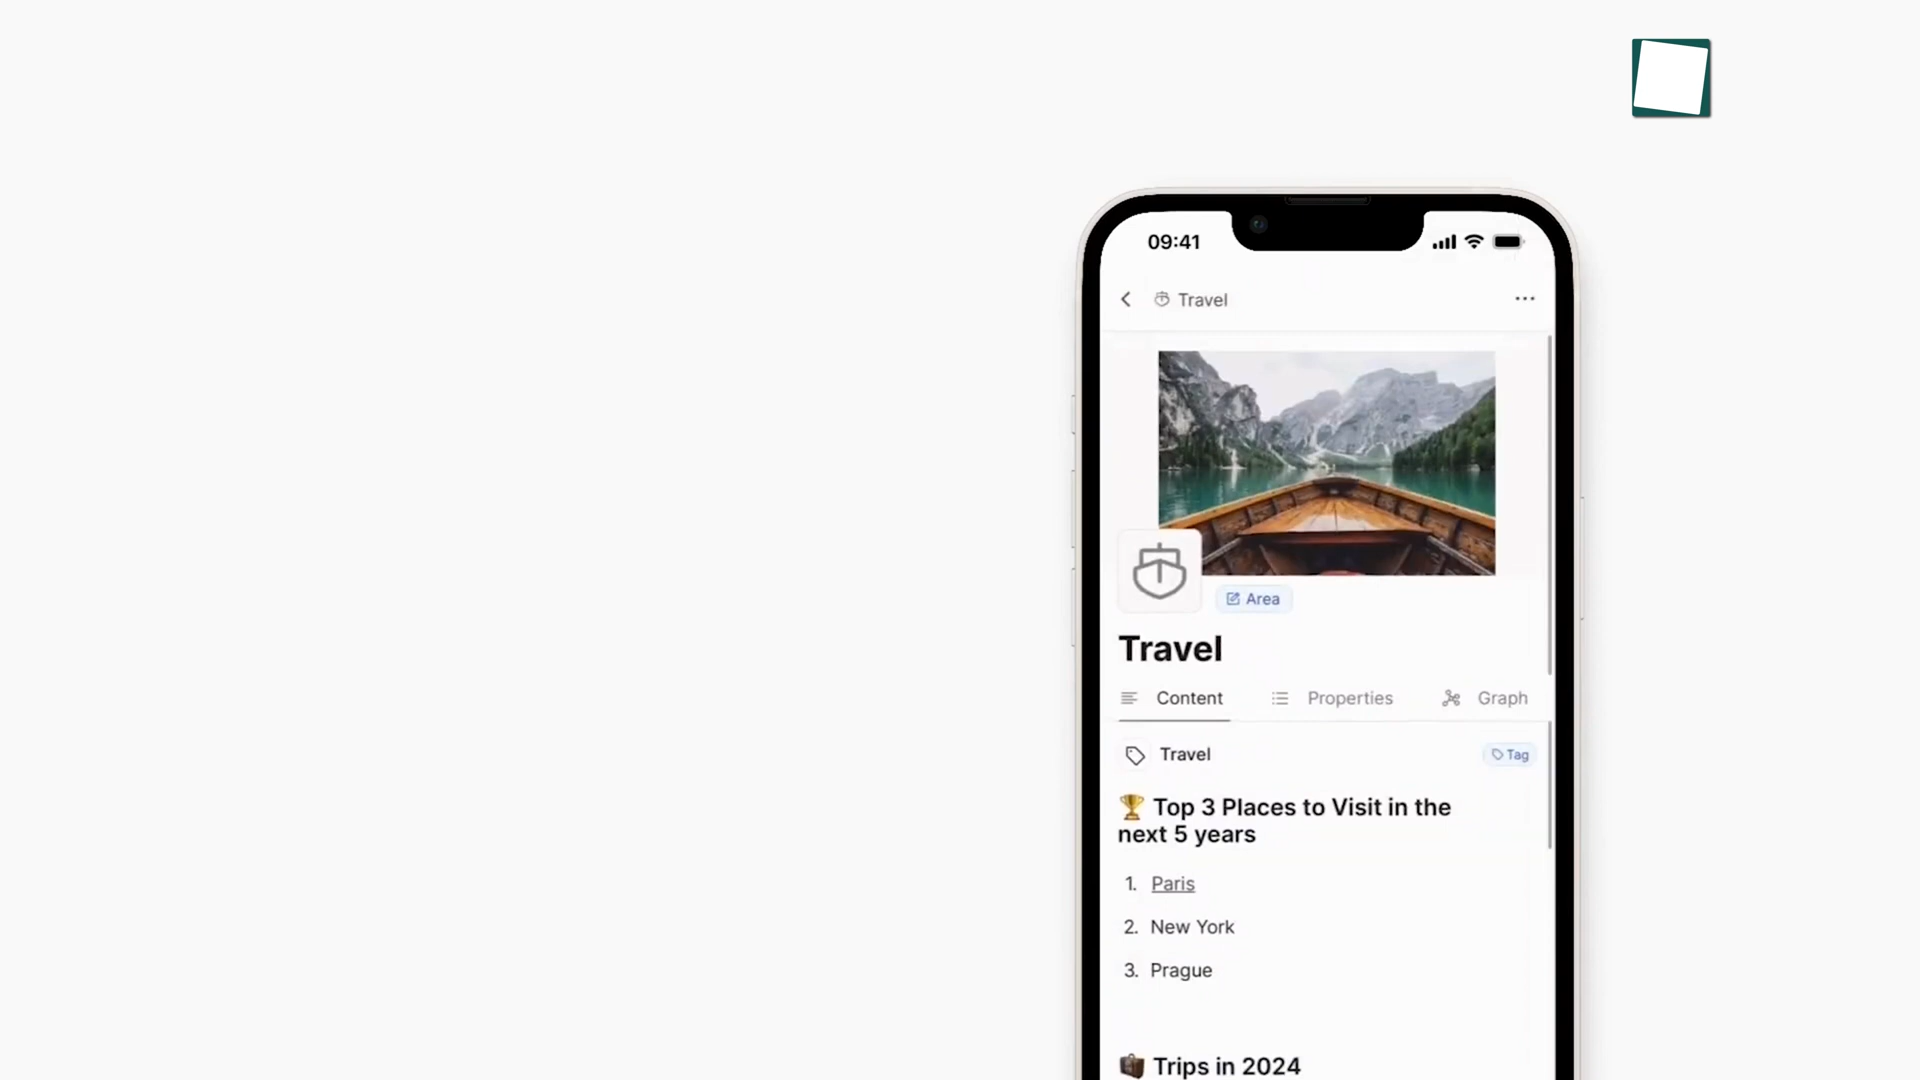 09:41
Travel
Area
Travel
Content
Properties
Graph
Travel
Tag
🏆 Top 3 Places to Visit in the
next 5 years
1. Paris
2. New York
3. Prague
🧳 Trips in 2024